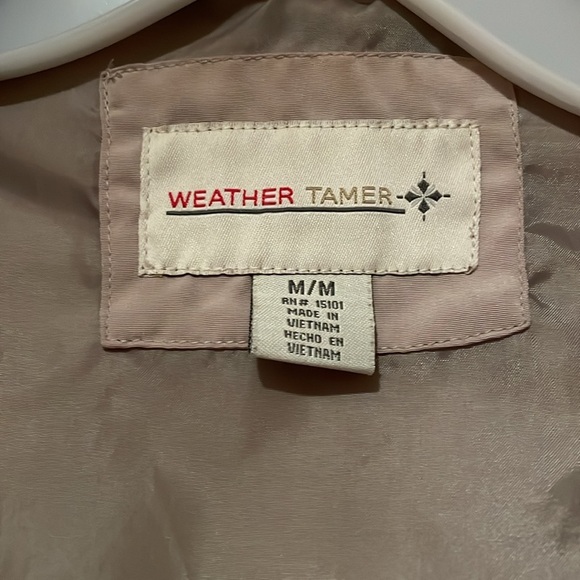 WEATHER TAMER
M/M
RN# 15101
MADE IN
VIETNAM
HECHO EN
VIETNAM